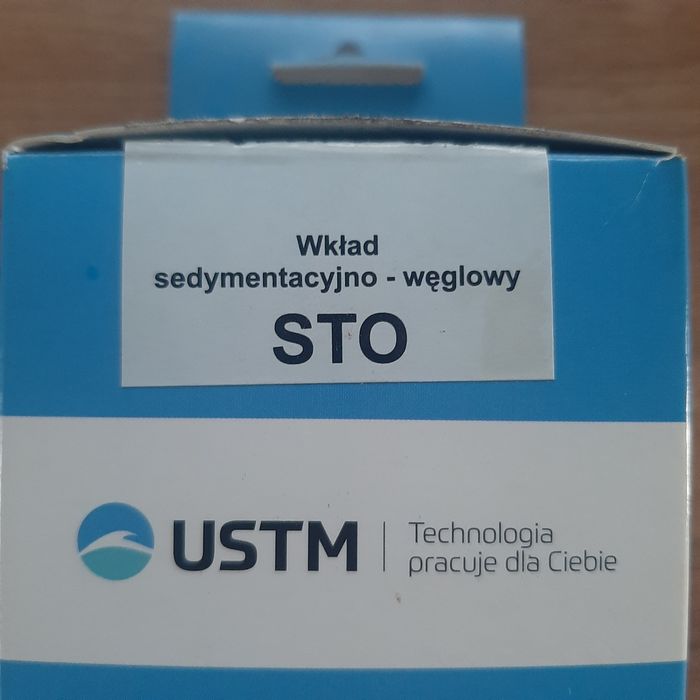 Wkład
sedymentacyjno - węglowy
STO
USTM
Technologia
pracuje dla Ciebie